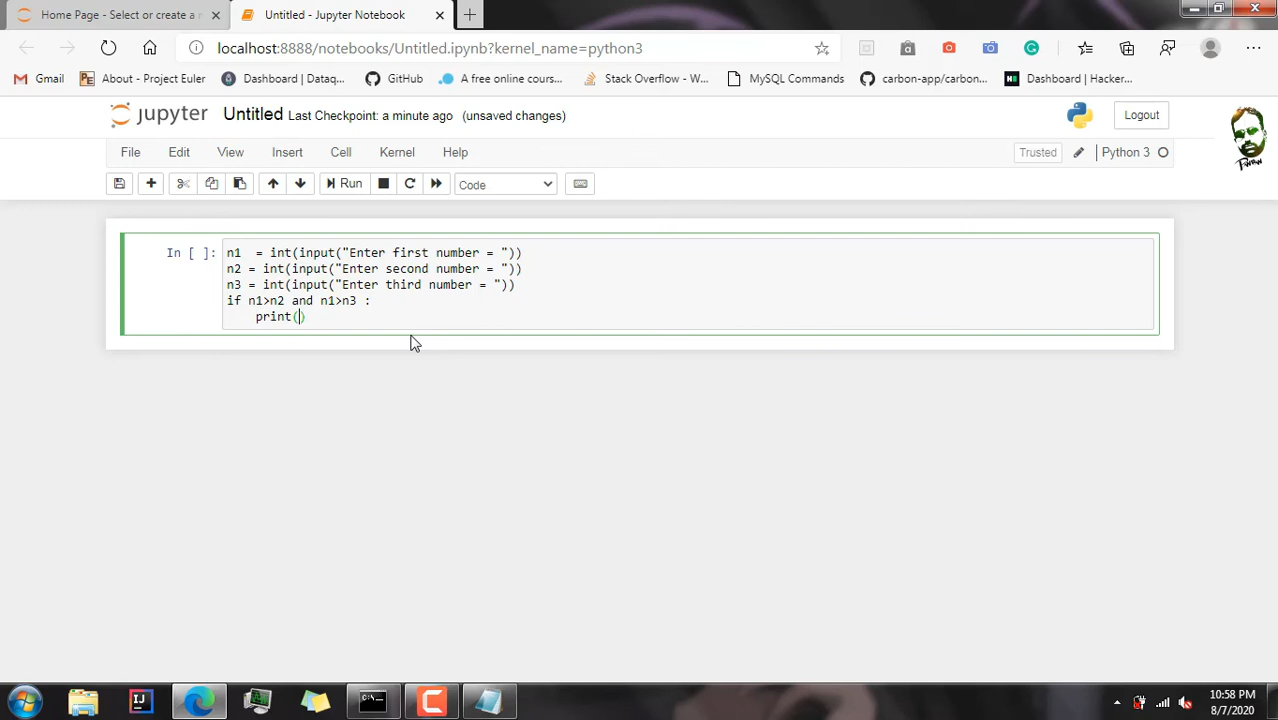 Home Page - Select or create a n
Untitled - Jupyter Notebook
localhost:8888/notebooks/Untitled.ipynb?kernel_name=python3
Gmail
About - Project Euler
Dashboard | Dataq...
GitHub
A free online cours...
Stack Overflow - W...
MySQL Commands
carbon-app/carbon...
Dashboard | Hacker...
jupyter Untitled Last Checkpoint: a minute ago (unsaved changes)
Logout
File Edit View Insert Cell Kernel Help
Trusted
Python 3
Run
Code
In [ ]:
n1  = int(input("Enter first number = "))
n2 = int(input("Enter second number = "))
n3 = int(input("Enter third number = "))
if n1>n2 and n1>n3 :
    print()
10:58 PM
8/7/2020